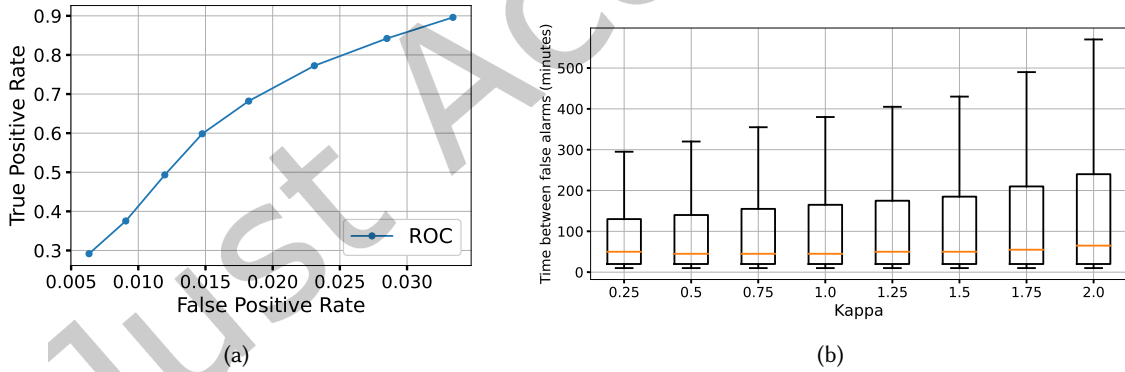 True Positive Rate
0.9
0.8
0.7
0.6
0.5
0.4
0.3
0.005 0.010 0.015 0.020 0.025 0.030
False Positive Rate
ROC
(a)
Time between false alarms (minutes)
500
400
300
200
100
0
0.25 0.5 0.75 1.0 1.25 1.5 1.75 2.0
Kappa
(b)
Just Acc